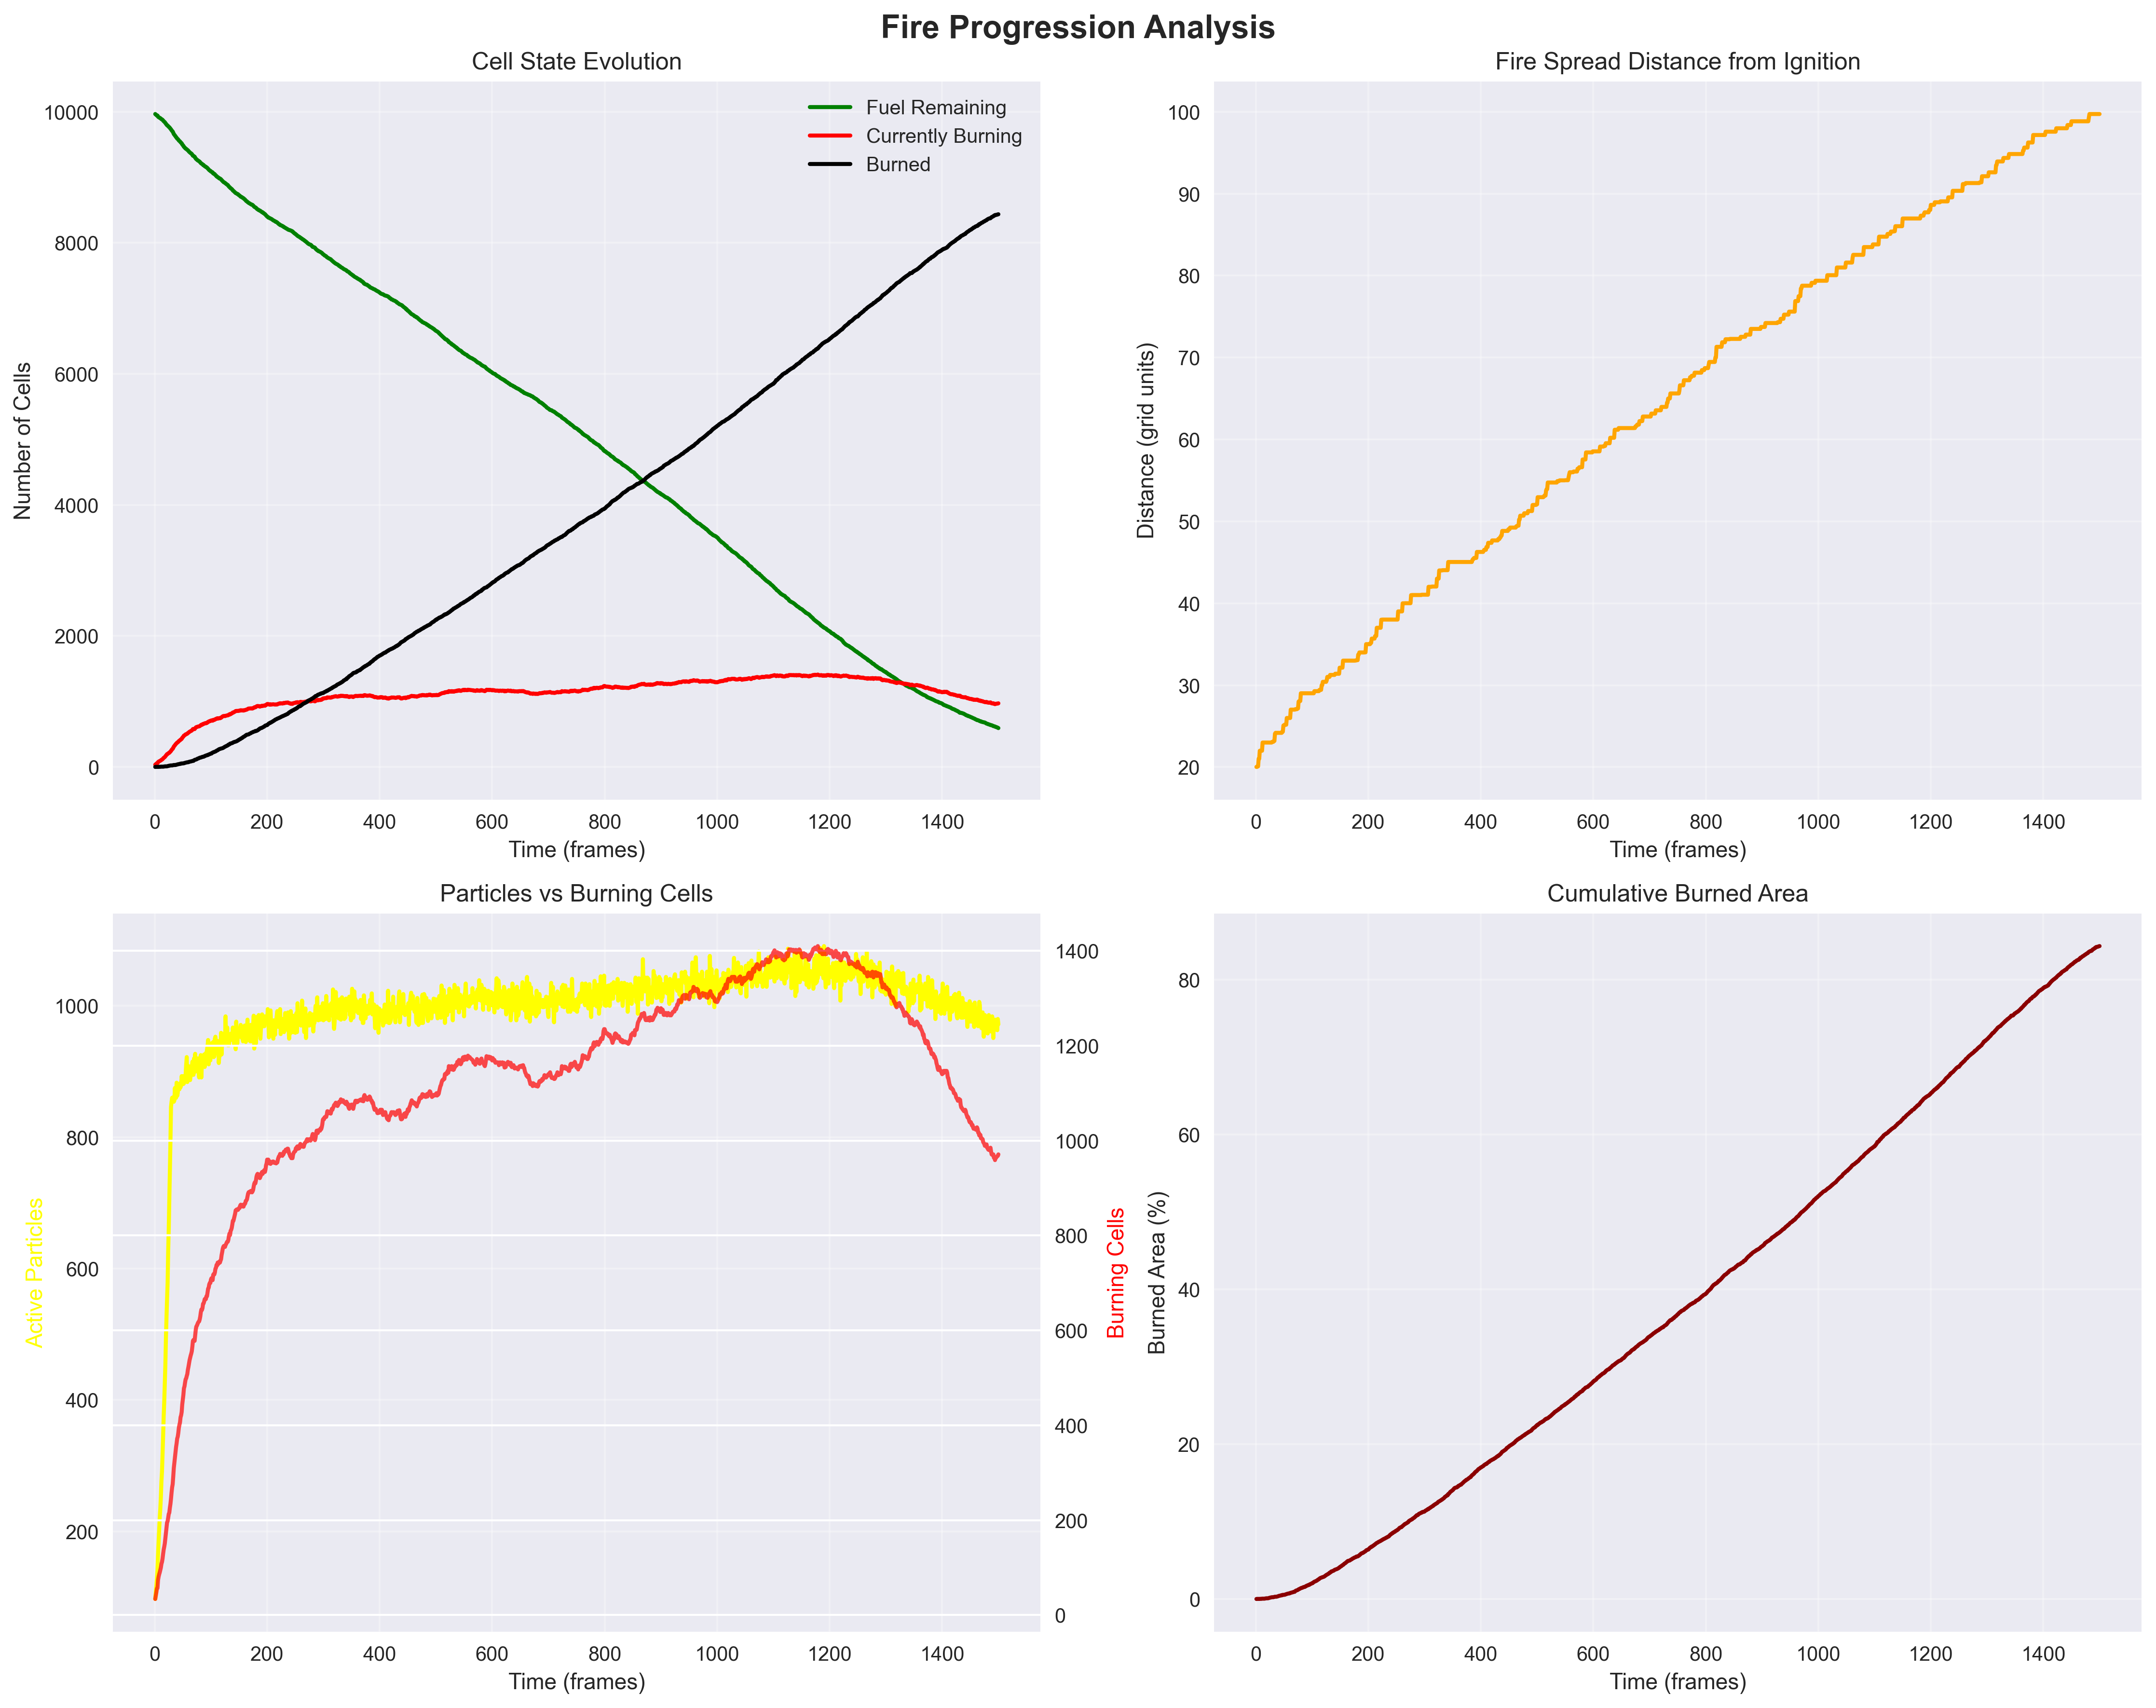 Fire Progression Analysis
Cell State Evolution
Fuel Remaining
Currently Burning
Burned
Number of Cells
10000
8000
6000
4000
2000
0
0 200 400 600 800 1000 1200 1400
Time (frames)
Fire Spread Distance from Ignition
Distance (grid units)
100
90
80
70
60
50
40
30
20
0 200 400 600 800 1000 1200 1400
Time (frames)
Particles vs Burning Cells
Active Particles
1000
800
600
400
200
1400
1200
1000
800
600
400
200
0
Burning Cells
0 200 400 600 800 1000 1200 1400
Time (frames)
Cumulative Burned Area
Burned Area (%)
80
60
40
20
0
0 200 400 600 800 1000 1200 1400
Time (frames)